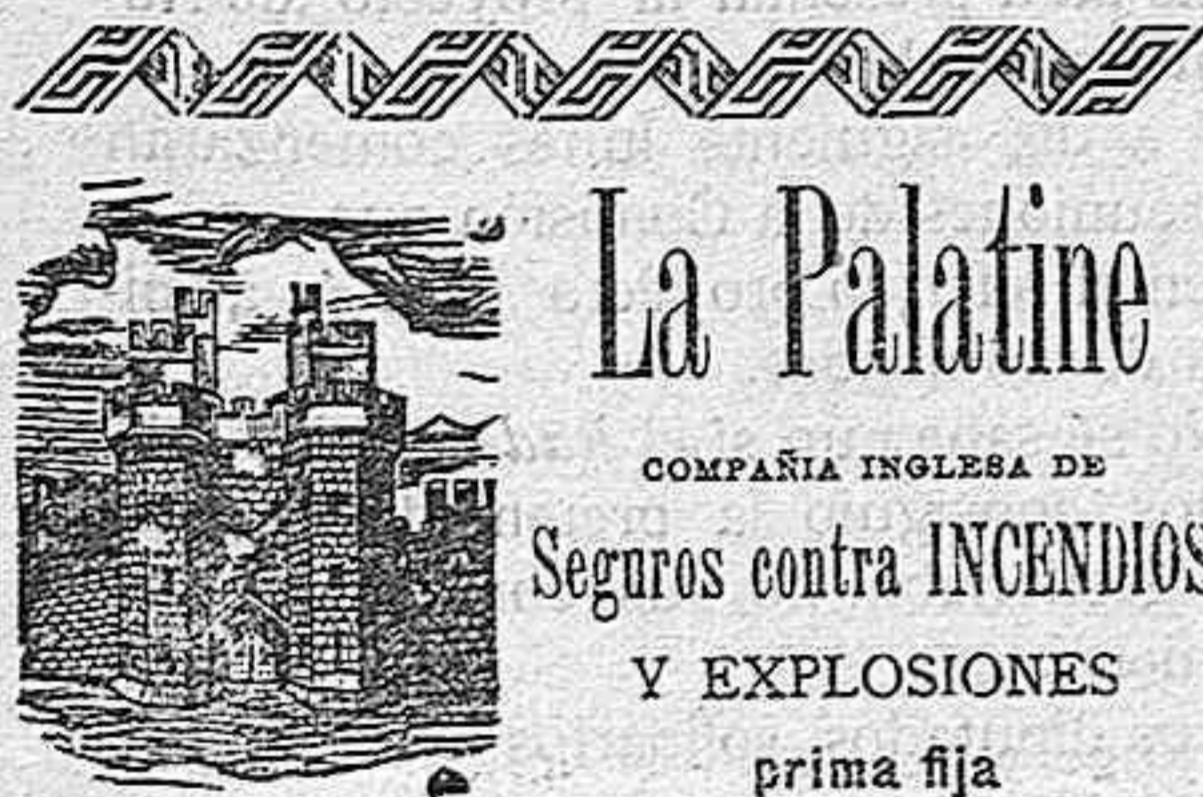 La Palatine
COMPAÑIA INGLESA DE
Seguros contra INCENDIOS
Y EXPLOSIONES
prima fija